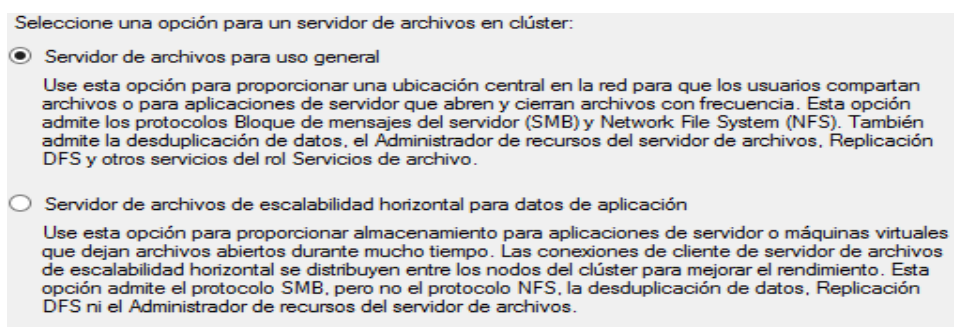 Seleccione una opción para un servidor de archivos en clúster:
Servidor de archivos para uso general
Use esta opción para proporcionar una ubicación central en la red para que los usuarios compartan
archivos o para aplicaciones de servidor que abren y cierran archivos con frecuencia. Esta opción
admite los protocolos Bloque de mensajes del servidor (SMB) y Network File System (NFS). También
admite la desduplicación de datos, el Administrador de recursos del servidor de archivos, Replicación
DFS y otros servicios del rol Servicios de archivo.
Servidor de archivos de escalabilidad horizontal para datos de aplicación
Use esta opción para proporcionar almacenamiento para aplicaciones de servidor o máquinas virtuales
que dejan archivos abiertos durante mucho tiempo. Las conexiones de cliente de servidor de archivos
de escalabilidad horizontal se distribuyen entre los nodos del clúster para mejorar el rendimiento. Esta
opción admite el protocolo SMB, pero no el protocolo NFS, la desduplicación de datos, Replicación
DFS ni el Administrador de recursos del servidor de archivos.